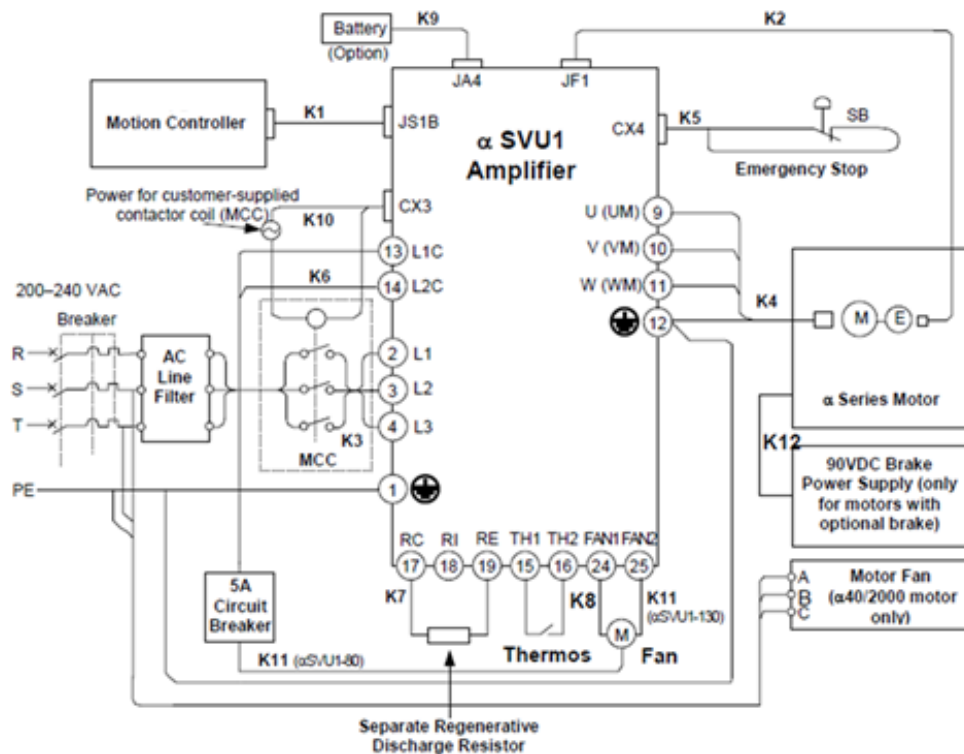 K9
K2
Battery
(Option)
JA4
JF1
Motion Controller
K1
JS1B
CX4
K5
SB
α SVU1
Amplifier
Emergency Stop
Power for customer-supplied
contactor coil (MCC)
K10
CX3
U (UM)
9
13
L1C
V (VM)
10
K6
14
L2C
W (WM)
11
K4
200–240 VAC
Breaker
12
M
E
R
AC
Line
Filter
2
L1
S
3
L2
α Series Motor
T
4
L3
K3
MCC
K12
90VDC Brake
Power Supply (only
for motors with
optional brake)
PE
1
RC
RI
RE
TH1
TH2
FAN1
FAN2
17
18
19
15
16
24
25
A
B
C
Motor Fan
(α40/2000 motor
only)
5A
Circuit
Breaker
K7
K8
K11
(αSVU1-130)
M
Thermos
Fan
K11 (αSVU1-80)
Separate Regenerative
Discharge Resistor